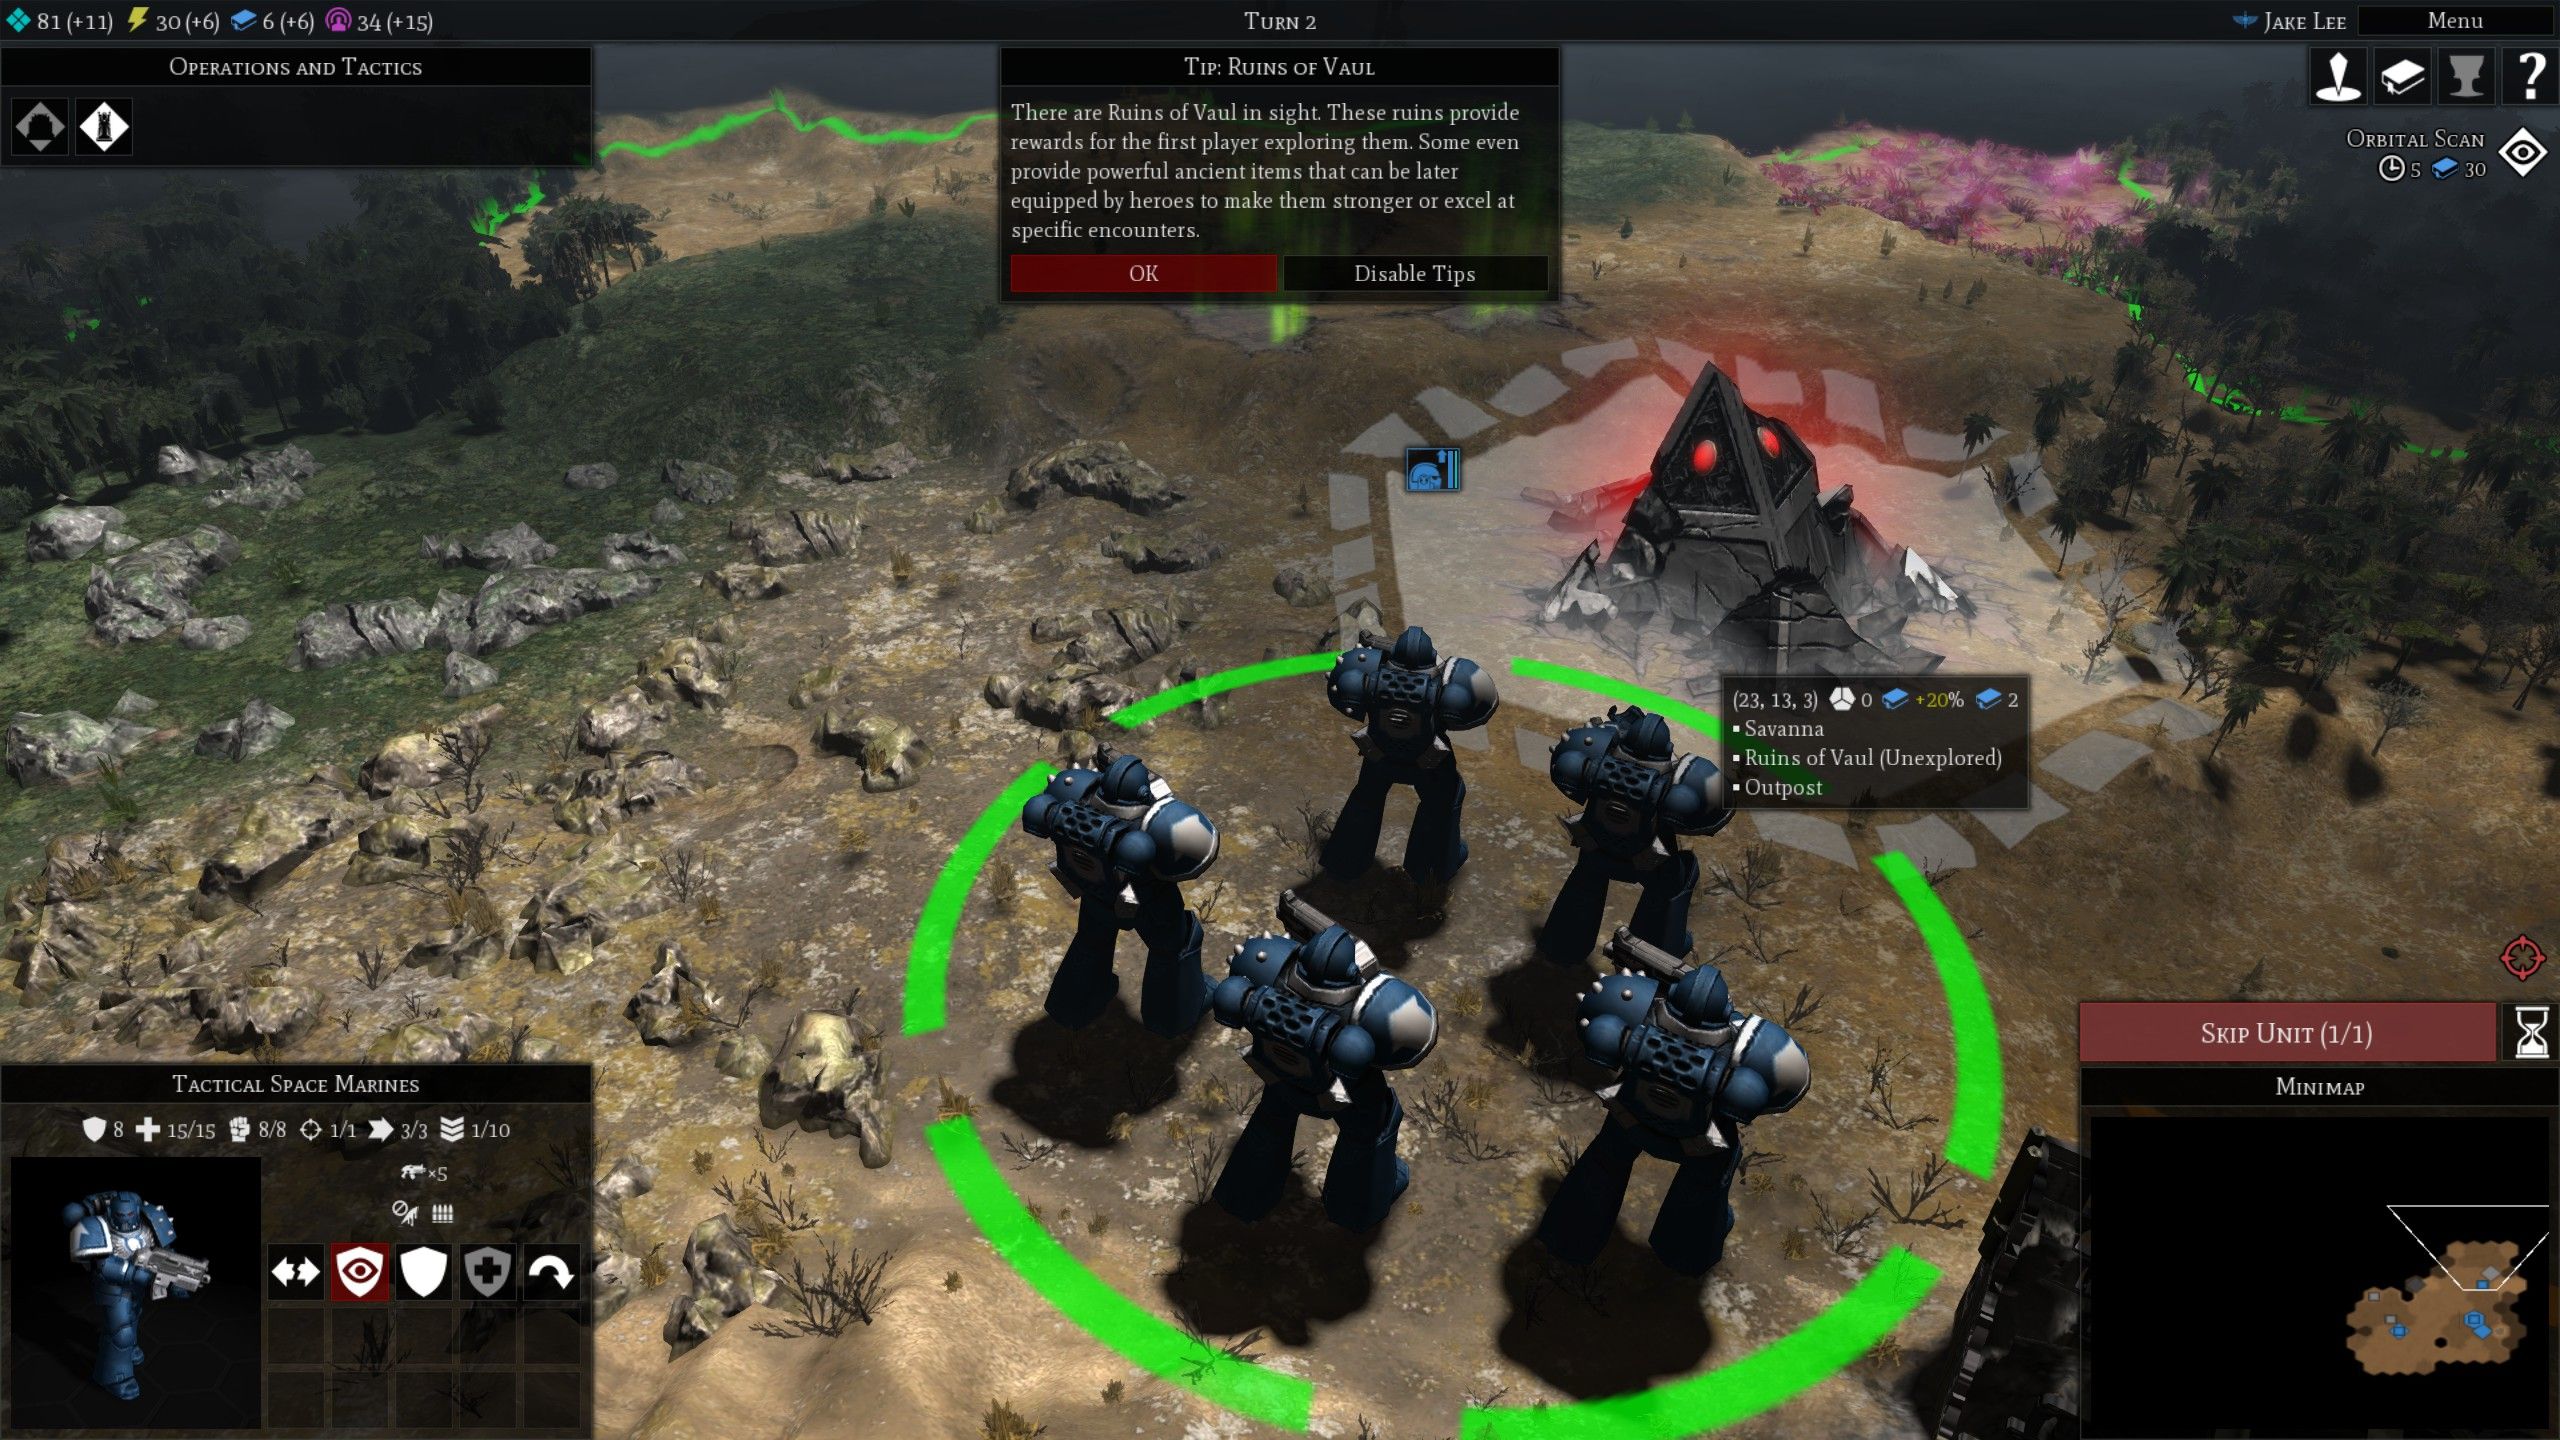 81 (+11) 30 (+6) 6 (+6) 34 (+15)
Turn 2
Jake Lee
Menu
Operations and Tactics
Tip: Ruins of Vaul
There are Ruins of Vaul in sight. These ruins provide
rewards for the first player exploring them. Some even
provide powerful ancient items that can be later
equipped by heroes to make them stronger or excel at
specific encounters.
OK
Disable Tips
?
Orbital Scan
5 30
(23, 13, 3) 0 +20% 2
Savanna
Ruins of Vaul (Unexplored)
Outpost
Skip Unit (1/1)
Minimap
Tactical Space Marines
8 15/15 8/8 1/1 3/3 1/10
×5